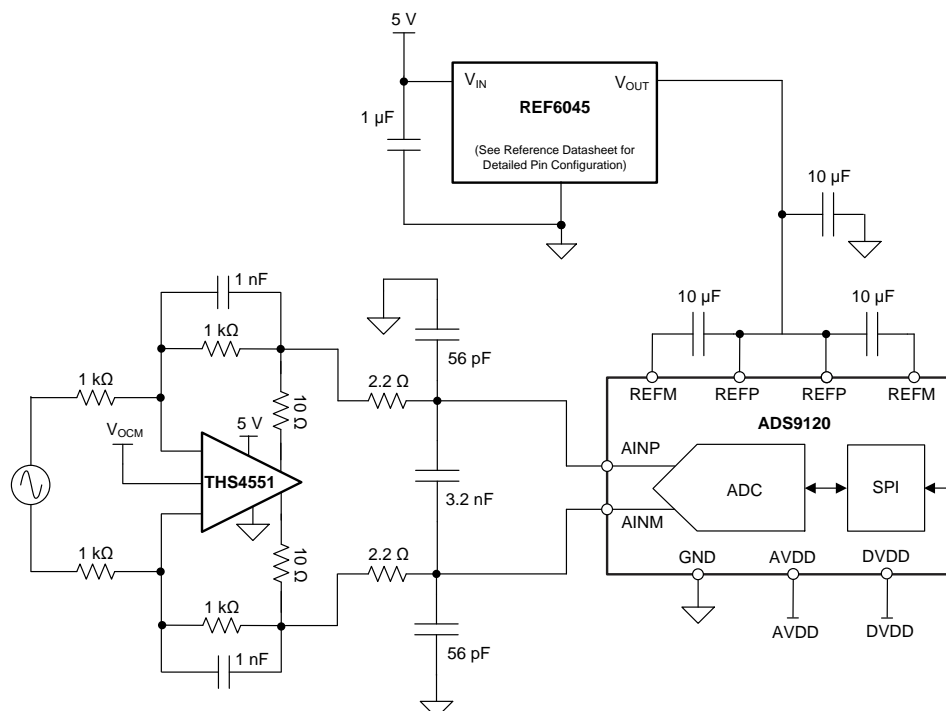 5 V
VIN
VOUT
REF6045
1 µF
(See Reference Datasheet for
Detailed Pin Configuration)
10 µF
1 nF
10 µF
10 µF
1 kΩ
56 pF
1 kΩ
2.2 Ω
10 Ω
REFM
REFP
REFP
REFM
ADS9120
VOCM
5 V
AINP
THS4551
3.2 nF
ADC
SPI
AINM
1 kΩ
10 Ω
2.2 Ω
GND
AVDD
DVDD
1 kΩ
56 pF
AVDD
DVDD
1 nF